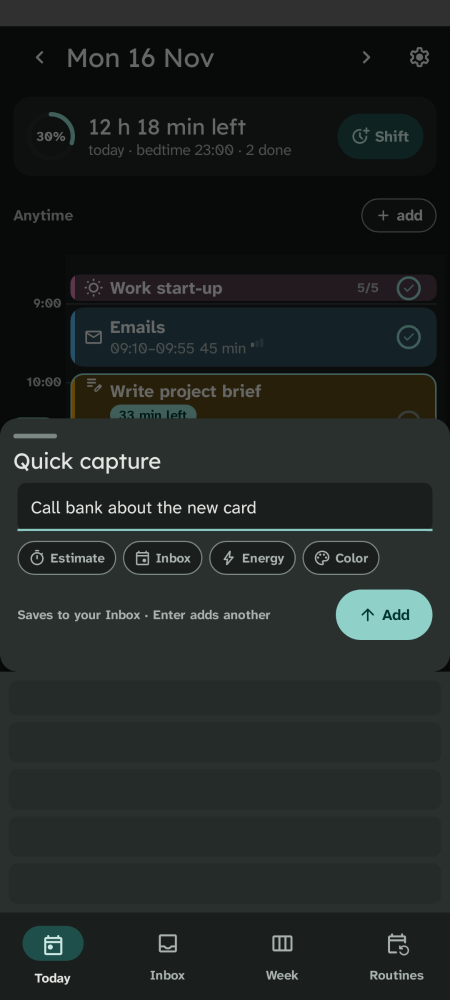 Mon 16 Nov
30%
12 h 18 min left
today · bedtime 23:00 · 2 done
Shift
Anytime
+ add
Work start-up
5/5
9:00
Emails
09:10–09:55 45 min
10:00
Write project brief
33 min left
Quick capture
Call bank about the new card
Estimate
Inbox
Energy
Color
Saves to your Inbox · Enter adds another
Add
Today
Inbox
Week
Routines